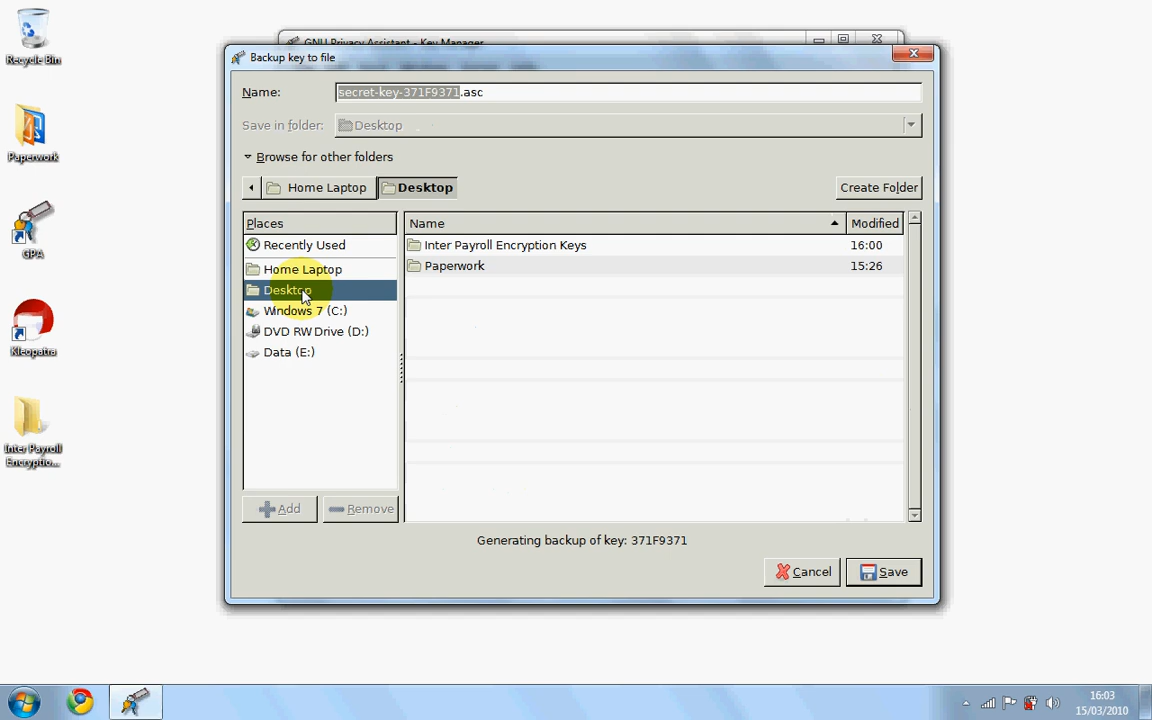 Recycle Bin
Paperwork
GPA
Kleopatra
Inter Payroll
Encryptio...
GNU Privacy Assistant - Key Manager
Backup key to file
Name:
secret-key-371F9371.asc
Save in folder:
Desktop
Browse for other folders
Home Laptop
Desktop
Create Folder
Places
Recently Used
Home Laptop
Desktop
Windows 7 (C:)
DVD RW Drive (D:)
Data (E:)
Add
Remove
Name
Modified
Inter Payroll Encryption Keys
16:00
Paperwork
15:26
Generating backup of key: 371F9371
Cancel
Save
16:03
15/03/2010